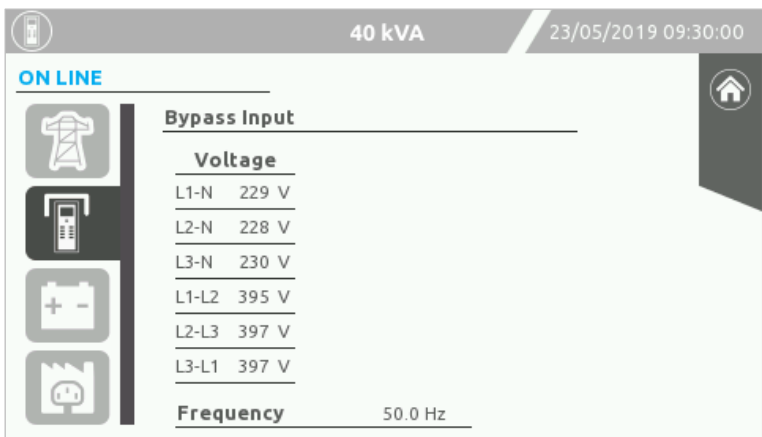 40 kVA
23/05/2019 09:30:00
ON LINE
Bypass Input
Voltage
L1-N 229 V
L2-N 228 V
L3-N 230 V
L1-L2 395 V
L2-L3 397 V
L3-L1 397 V
Frequency 50.0 Hz